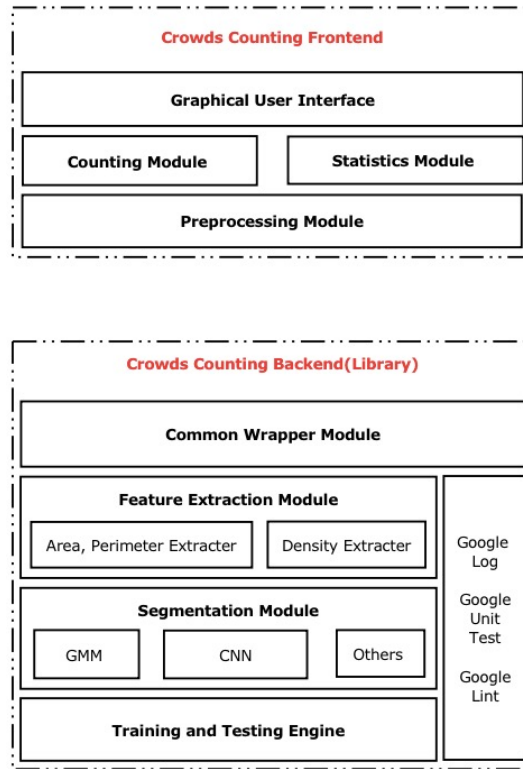 Crowds Counting Frontend
Graphical User Interface
Counting Module
Statistics Module
Preprocessing Module
Crowds Counting Backend(Library)
Common Wrapper Module
Feature Extraction Module
Area, Perimeter Extracter
Density Extracter
Segmentation Module
GMM
CNN
Others
Training and Testing Engine
Google
Log
Google
Unit
Test
Google
Lint